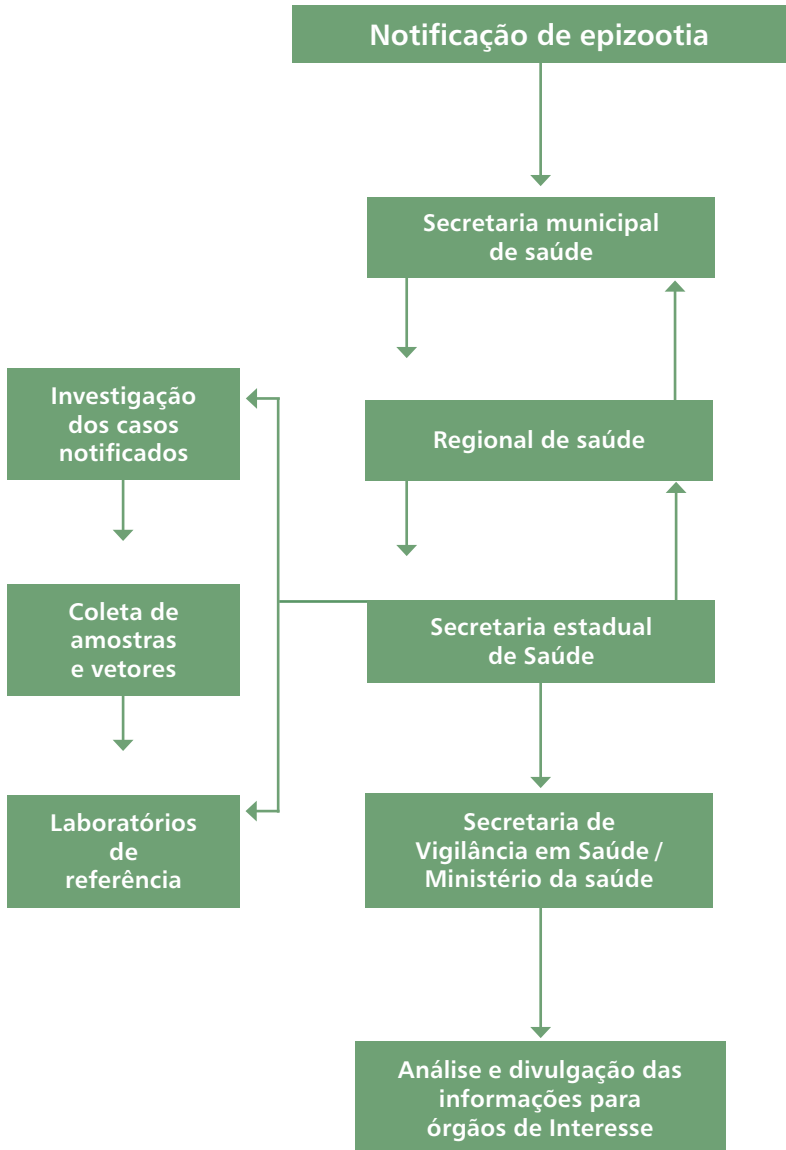 Notificação de epizootia
Secretaria municipal
de saúde
Investigação
dos casos
notificados
Regional de saúde
Coleta de
amostras
e vetores
Secretaria estadual
de Saúde
Laboratórios
de
referência
Secretaria de
Vigilância em Saúde /
Ministério da saúde
Análise e divulgação das
informações para
órgãos de Interesse